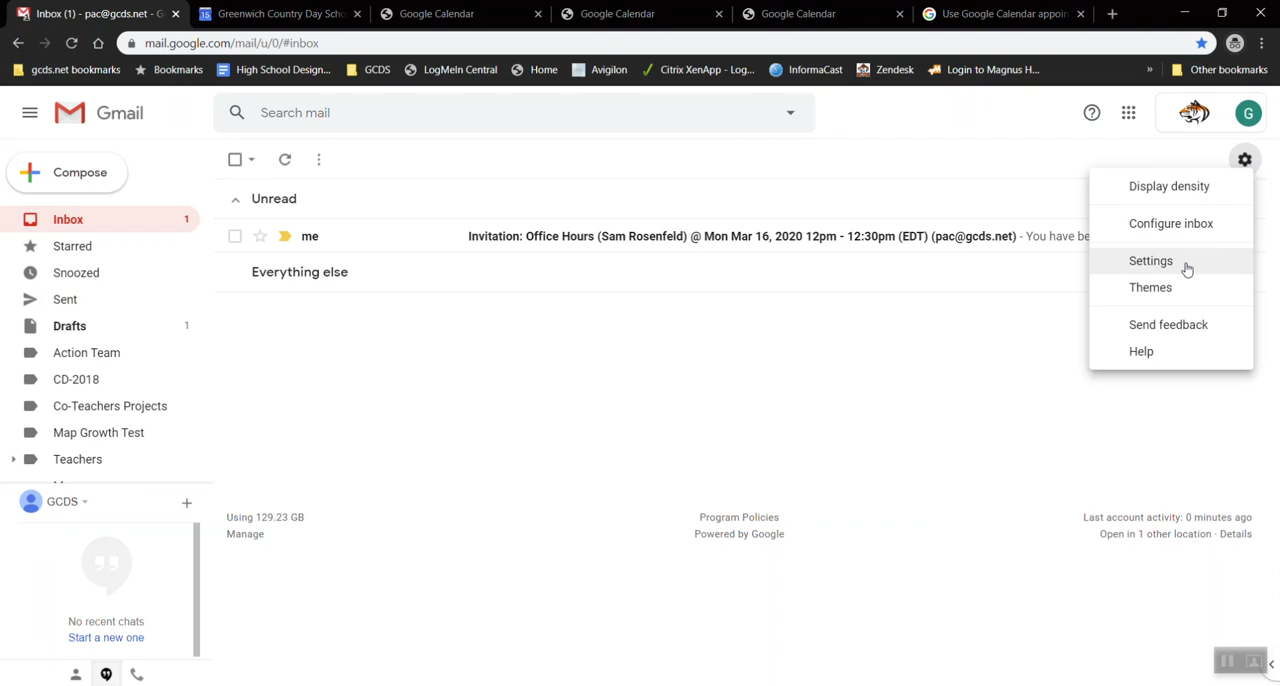 Inbox (1) - pac@gcds.net - G
Greenwich Country Day Scho
Google Calendar
Google Calendar
Google Calendar
Use Google Calendar appoin
mail.google.com/mail/u/0/#inbox
gcds.net bookmarks
Bookmarks
High School Design...
GCDS
LogMeIn Central
Home
Avigilon
Citrix XenApp - Log...
InformaCast
Zendesk
Login to Magnus H...
»
Other bookmarks
Gmail
Search mail
G
Compose
Display density
Unread
Inbox 1
Configure inbox
me Invitation: Office Hours (Sam Rosenfeld) @ Mon Mar 16, 2020 12pm - 12:30pm (EDT) (pac@gcds.net) - You have be
Starred
Settings
Snoozed
Everything else
Themes
Sent
Drafts 1
Send feedback
Action Team
Help
CD-2018
Co-Teachers Projects
Map Growth Test
Teachers
GCDS
Using 129.23 GB
Program Policies
Last account activity: 0 minutes ago
Manage
Powered by Google
Open in 1 other location · Details
No recent chats
Start a new one